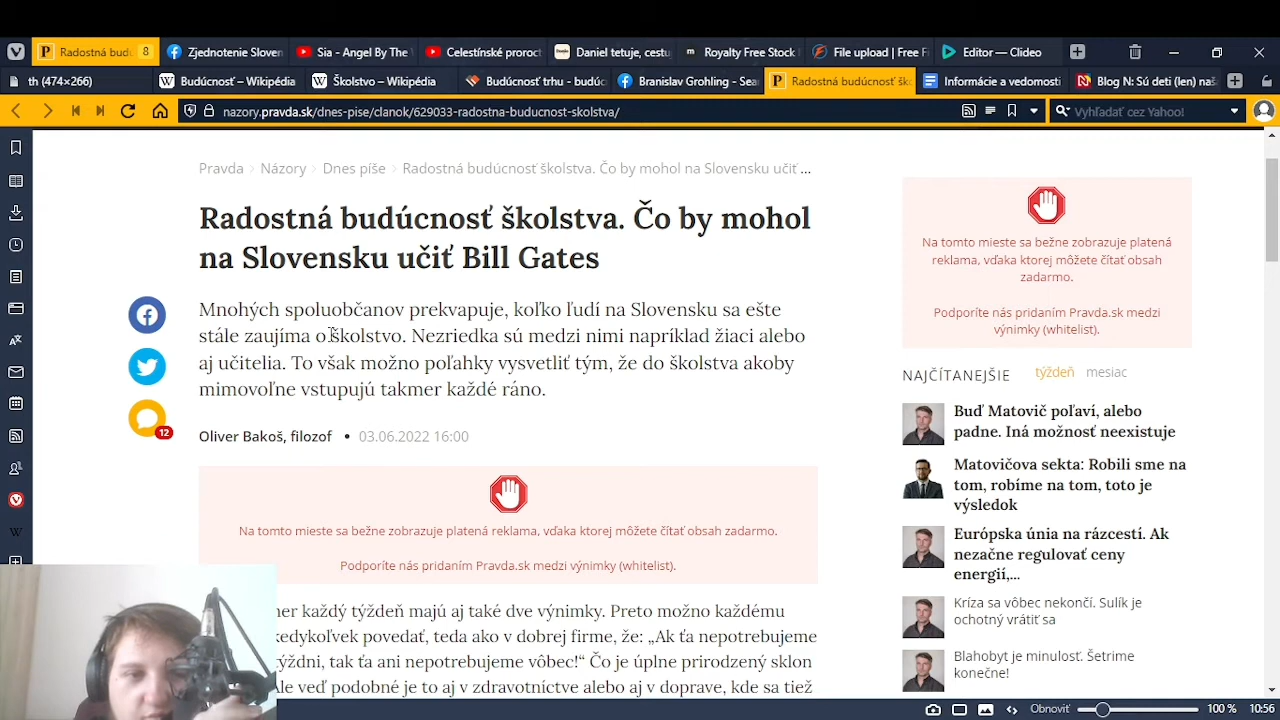 Radostná budú
8
Zjednotenie Sloven
Sia - Angel By The
Celestínské proroc
Daniel tetuje, cestu
Royalty Free Stock
File upload | Free F
Editor — Clideo
th (474×266)
Budúcnosť – Wikipédia
Školstvo – Wikipédia
Budúcnosť trhu - budúc
Branislav Grohling - Sea
Radostná budúcnosť ško
Informácie a vedomosti
Blog N: Sú deti (len) naš
nazory.pravda.sk/dnes-pise/clanok/629033-radostna-buducnost-skolstva/
Vyhľadať cez Yahoo!
Pravda > Názory > Dnes píše > Radostná budúcnosť školstva. Čo by mohol na Slovensku učiť ...
Radostná budúcnosť školstva. Čo by mohol
na Slovensku učiť Bill Gates
Mnohých spoluobčanov prekvapuje, koľko ľudí na Slovensku sa ešte
stále zaujíma o školstvo. Nezriedka sú medzi nimi napríklad žiaci alebo
aj učitelia. To však možno poľahky vysvetliť tým, že do školstva akoby
mimovoľne vstupujú takmer každé ráno.
12
Oliver Bakoš, filozof • 03.06.2022 16:00
Na tomto mieste sa bežne zobrazuje platená reklama, vďaka ktorej môžete čítať obsah zadarmo.
Podporíte nás pridaním Pravda.sk medzi výnimky (whitelist).
každý týždeň majú aj také dve výnimky. Preto možno každému
kedykoľvek povedať, teda ako v dobrej firme, že: „Ak ťa nepotrebujeme
týždni, tak ťa ani nepotrebujeme vôbec!“ Čo je úplne prirodzený sklon
Ale veď podobné je to aj v zdravotníctve alebo aj v doprave, kde sa tiež
Na tomto mieste sa bežne zobrazuje platená
reklama, vďaka ktorej môžete čítať obsah
zadarmo.
Podporíte nás pridaním Pravda.sk medzi
výnimky (whitelist).
NAJČÍTANEJŠIE týždeň mesiac
Buď Matovič poľaví, alebo
padne. Iná možnosť neexistuje
Matovičova sekta: Robili sme na
tom, robíme na tom, toto je
výsledok
Európska únia na rázcestí. Ak
nezačne regulovať ceny
energií,...
Kríza sa vôbec nekončí. Sulík je
ochotný vrátiť sa
Blahobyt je minulosť. Šetrime
konečne!
Obnoviť 100 % 10:56